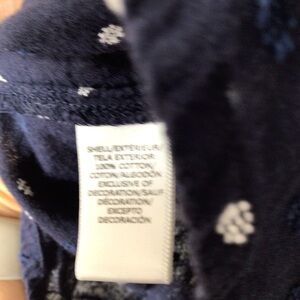 SHELL/EXTÉRIEUR/
TELA EXTERIOR:
100% COTTON/
COTON/ALGODÓN
EXCLUSIVE OF
DECORATION/SAUF
DÉCORATION/
EXCEPTO
DECORACIÓN